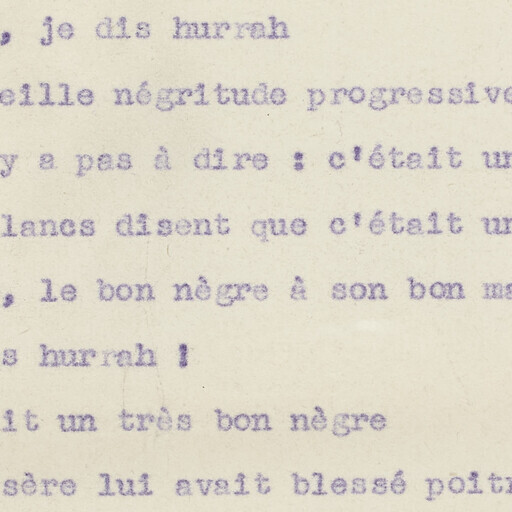 , je dis hurrah
eille négritude progressive
y a pas à dire : c'était un
lancs disent que c'était un
, le bon nègre à son bon ma
s hurrah !
it un très bon nègre
sère lui avait blessé poitr